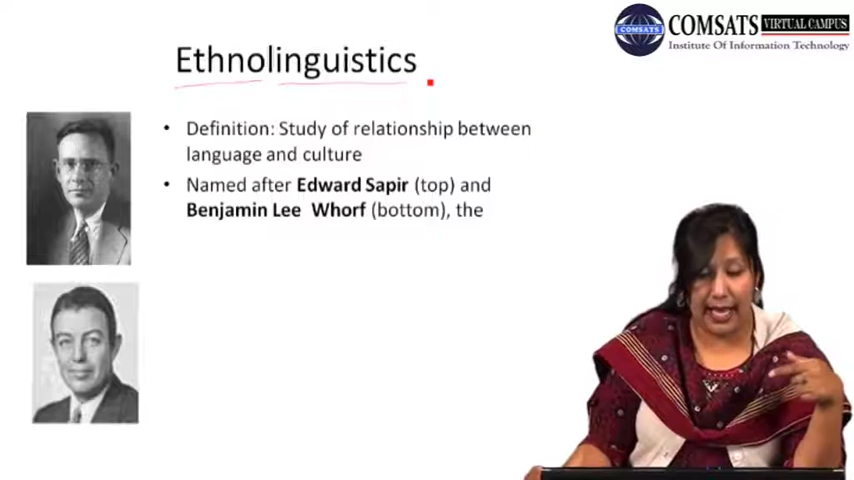 COMSATS VIRTUAL CAMPUS
COMSATS
Institute Of Information Technology
Ethnolinguistics
• Definition: Study of relationship between
language and culture
• Named after Edward Sapir (top) and
Benjamin Lee Whorf (bottom), the